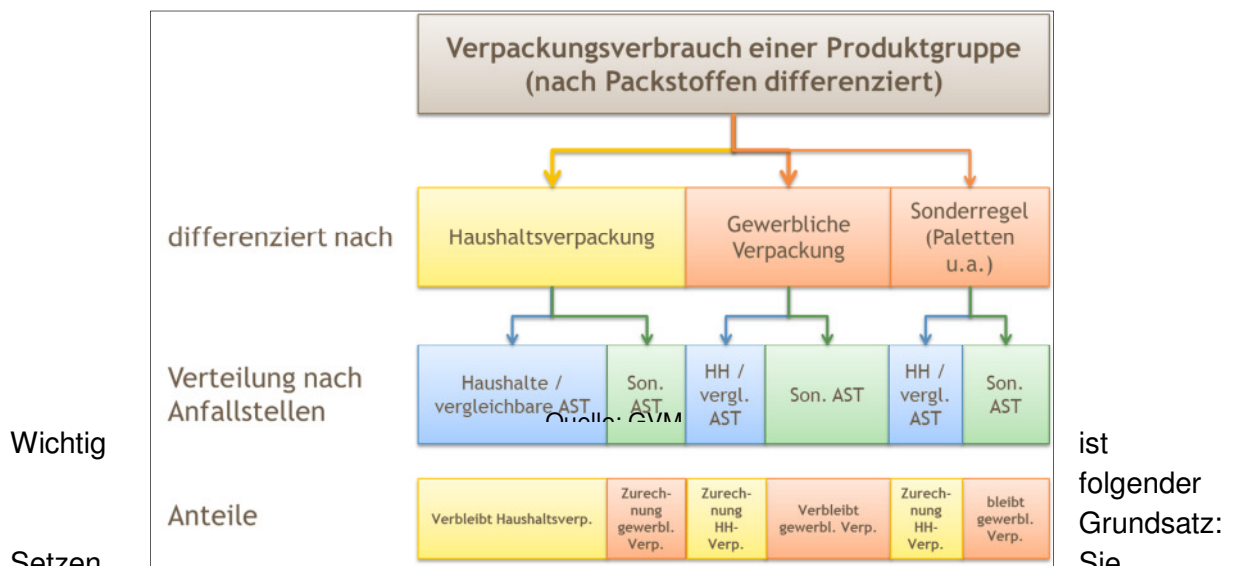 Verpackungsverbrauch einer Produktgruppe
(nach Packstoffen differenziert)
differenziert nach
Haushaltsverpackung
Gewerbliche
Verpackung
Sonderregel
(Paletten
u.a.)
Verteilung nach
Anfallstellen
Haushalte /
vergleichbare AST
Son.
AST
HH /
vergl.
AST
Son. AST
HH /
vergl.
AST
Son.
AST
Quelle: GVM
Wichtig ist
folgender
Anteile
Verbleibt Haushaltsverp.
Zurech-
nung
gewerbl.
Verp.
Zurech-
nung
HH-
Verp.
Verbleibt
gewerbl. Verp.
Zurech-
nung
HH-
Verp.
bleibt
gewerbl.
Verp.
Grundsatz:
Setzen Sie